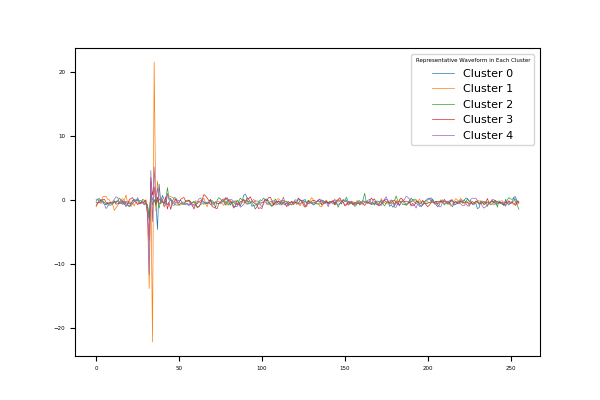 Representative Waveform in Each Cluster
Cluster 0
Cluster 1
Cluster 2
Cluster 3
Cluster 4
20
10
0
−10
−20
0 50 100 150 200 250